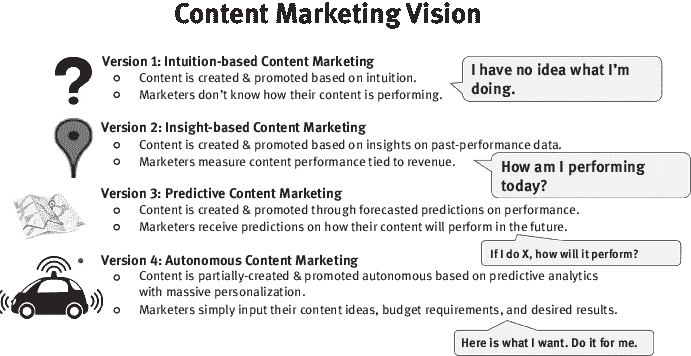 Content Marketing Vision
Version 1: Intuition-based Content Marketing
Content is created & promoted based on intuition.
Marketers don't know how their content is performing.
I have no idea what I'm
doing.
Version 2: Insight-based Content Marketing
Content is created & promoted based on insights on past-performance data.
Marketers measure content performance tied to revenue.
How am I performing
today?
Version 3: Predictive Content Marketing
Content is created & promoted through forecasted predictions on performance.
Marketers receive predictions on how their content will perform in the future.
If I do X, how will it perform?
Version 4: Autonomous Content Marketing
Content is partially-created & promoted autonomous based on predictive analytics
with massive personalization.
Marketers simply input their content ideas, budget requirements, and desired results.
Here is what I want. Do it for me.